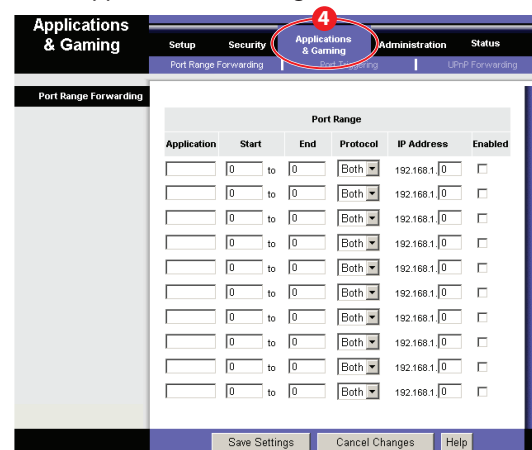 4
Applications
& Gaming
Setup Security Applications & Gaming Administration Status
Port Range Forwarding Port Triggering UPnP Forwarding
Port Range Forwarding
Port Range
Application Start End Protocol IP Address Enabled
0 to 0 Both 192.168.1. 0
0 to 0 Both 192.168.1. 0
0 to 0 Both 192.168.1. 0
0 to 0 Both 192.168.1. 0
0 to 0 Both 192.168.1. 0
0 to 0 Both 192.168.1. 0
0 to 0 Both 192.168.1. 0
0 to 0 Both 192.168.1. 0
0 to 0 Both 192.168.1. 0
0 to 0 Both 192.168.1. 0
Save Settings Cancel Changes Help